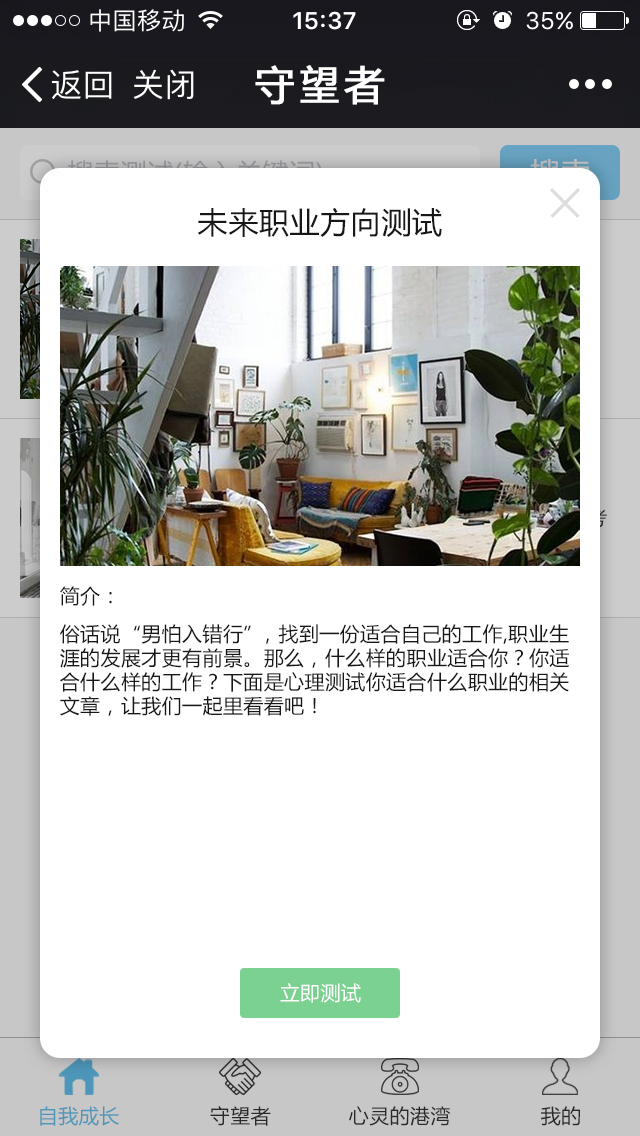 中国移动 15:37 35%
返回 关闭 守望者
未来职业方向测试
简介：
俗话说“男怕入错行”，找到一份适合自己的工作,职业生
涯的发展才更有前景。那么，什么样的职业适合你？你适
合什么样的工作？下面是心理测试你适合什么职业的相关
文章，让我们一起里看看吧！
立即测试
自我成长 守望者 心灵的港湾 我的